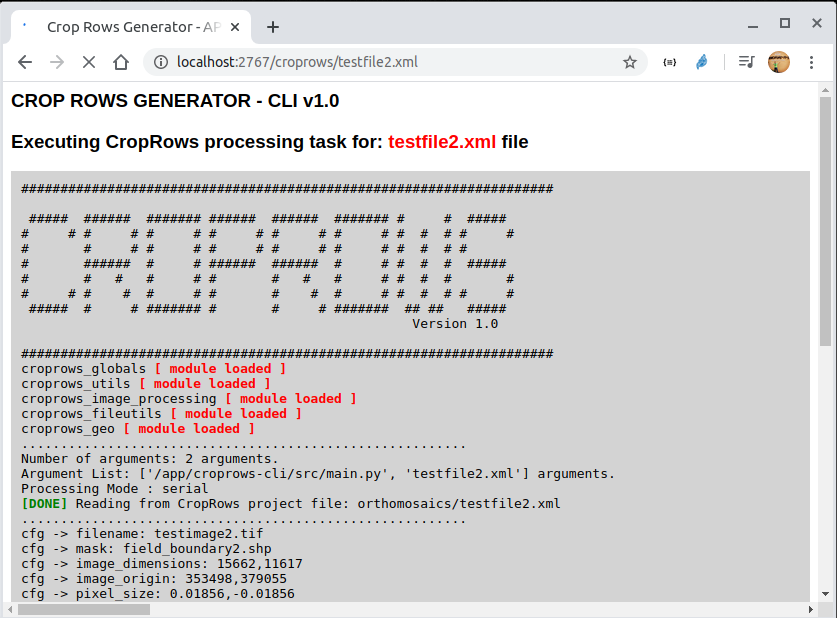 Crop Rows Generator - AP
localhost:2767/croprows/testfile2.xml
CROP ROWS GENERATOR - CLI v1.0
Executing CropRows processing task for: testfile2.xml file
####################################################################
 #####  ######  ####### ######  ######  ####### #     #  #####
#     # #     # #     # #     # #     # #     # #  #  # #     #
#       #     # #     # #     # #     # #     # #  #  # #
#       ######  #     # ######  ######  #     # #  #  #  #####
#       #   #   #     # #       #   #   #     # #  #  #       #
#     # #    #  #     # #       #    #  #     # #  #  # #     #
 #####  #     # ####### #       #     # #######  ## ##   #####
Version 1.0
####################################################################
croprows_globals [ module loaded ]
croprows_utils [ module loaded ]
croprows_image_processing [ module loaded ]
croprows_fileutils [ module loaded ]
croprows_geo [ module loaded ]
.........................................................
Number of arguments: 2 arguments.
Argument List: ['/app/croprows-cli/src/main.py', 'testfile2.xml'] arguments.
Processing Mode : serial
[DONE] Reading from CropRows project file: orthomosaics/testfile2.xml
.........................................................
cfg -> filename: testimage2.tif
cfg -> mask: field_boundary2.shp
cfg -> image_dimensions: 15662,11617
cfg -> image_origin: 353498,379055
cfg -> pixel_size: 0.01856,-0.01856